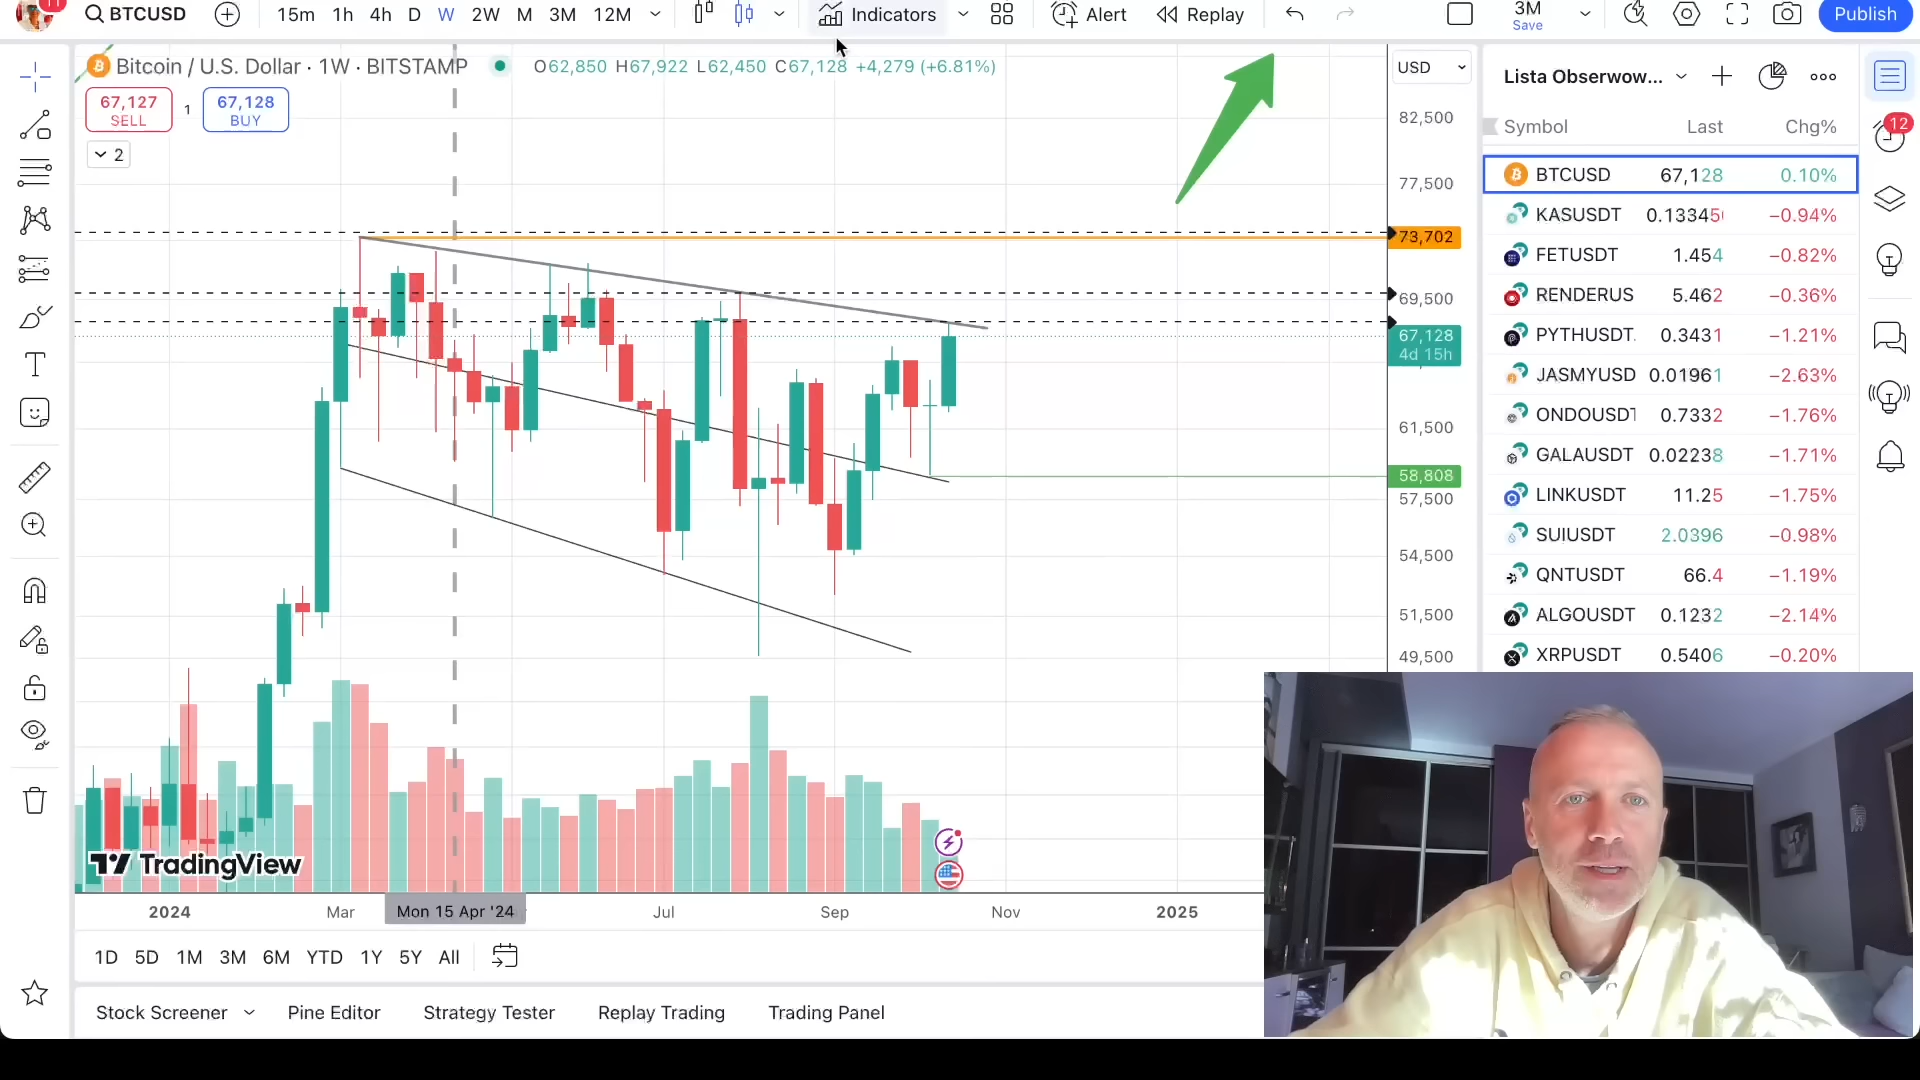 11
BTCUSD
15m 1h 4h D W 2W M 3M 12M
Indicators
Alert
Replay
3M
Save
Publish
Bitcoin / U.S. Dollar · 1W · BITSTAMP
O62,850 H67,922 L62,450 C67,128 +4,279 (+6.81%)
67,127
SELL
1
67,128
BUY
2
USD
82,500
77,500
73,702
69,500
67,128
4d 15h
61,500
58,808
57,500
54,500
51,500
49,500
Lista Obserwow...
12
Symbol Last Chg%
BTCUSD 67,128 0.10%
KASUSDT 0.133450 −0.94%
FETUSDT 1.454 −0.82%
RENDERUS 5.462 −0.36%
PYTHUSDT. 0.3431 −1.21%
JASMYUSD 0.01961 −2.63%
ONDOUSDT 0.7332 −1.76%
GALAUSDT 0.02238 −1.71%
LINKUSDT 11.25 −1.75%
SUIUSDT 2.0396 −0.98%
QNTUSDT 66.4 −1.19%
ALGOUSDT 0.1232 −2.14%
XRPUSDT 0.5406 −0.20%
TradingView
2024 Mar Mon 15 Apr '24 Jul Sep Nov 2025
1D 5D 1M 3M 6M YTD 1Y 5Y All
Stock Screener Pine Editor Strategy Tester Replay Trading Trading Panel